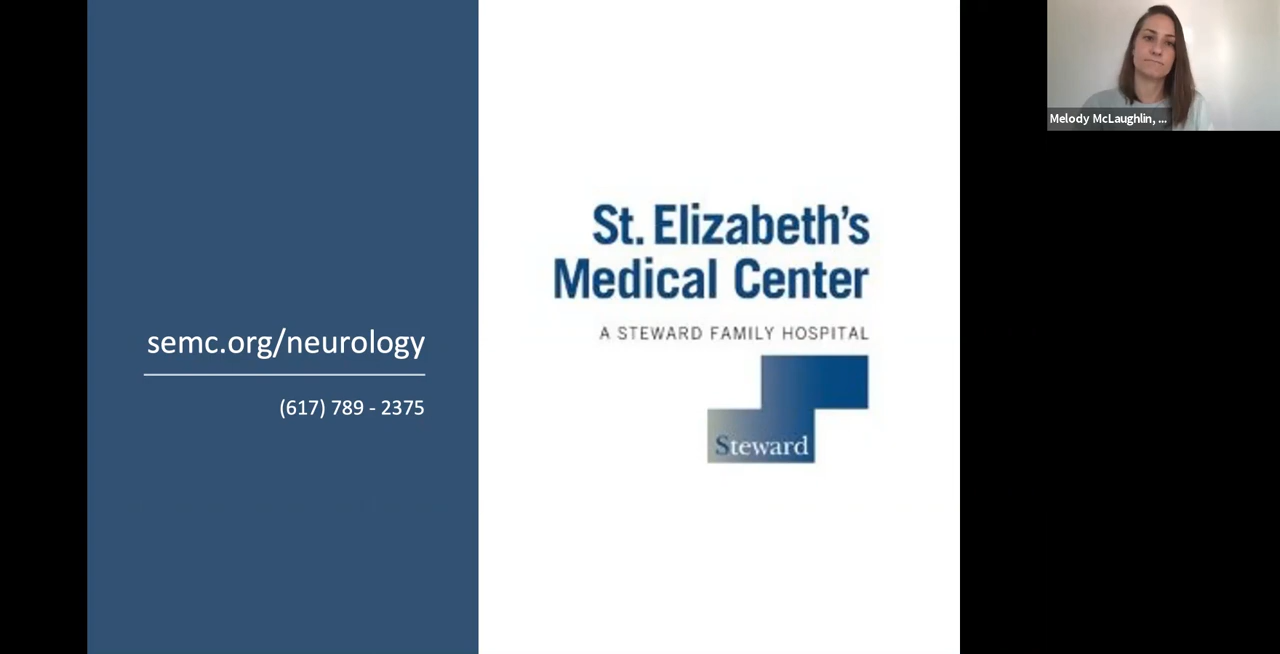 semc.org/neurology
(617) 789 - 2375
St. Elizabeth's
Medical Center
A STEWARD FAMILY HOSPITAL
Steward
Melody McLaughlin, ...